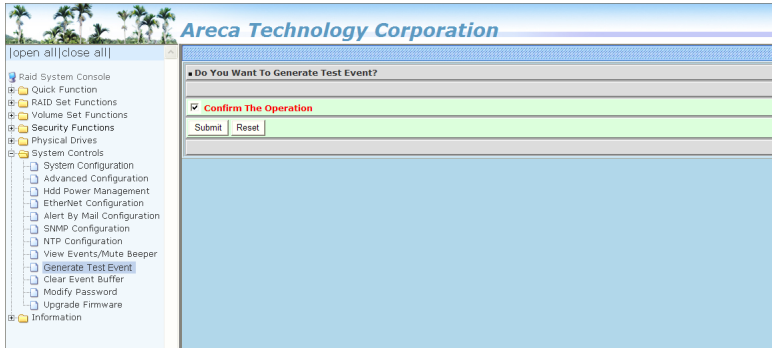 Areca Technology Corporation
|open all|close all|
Raid System Console
Quick Function
RAID Set Functions
Volume Set Functions
Security Functions
Physical Drives
System Controls
System Configuration
Advanced Configuration
Hdd Power Management
EtherNet Configuration
Alert By Mail Configuration
SNMP Configuration
NTP Configuration
View Events/Mute Beeper
Generate Test Event
Clear Event Buffer
Modify Password
Upgrade Firmware
Information
Do You Want To Generate Test Event?
Confirm The Operation
Submit Reset